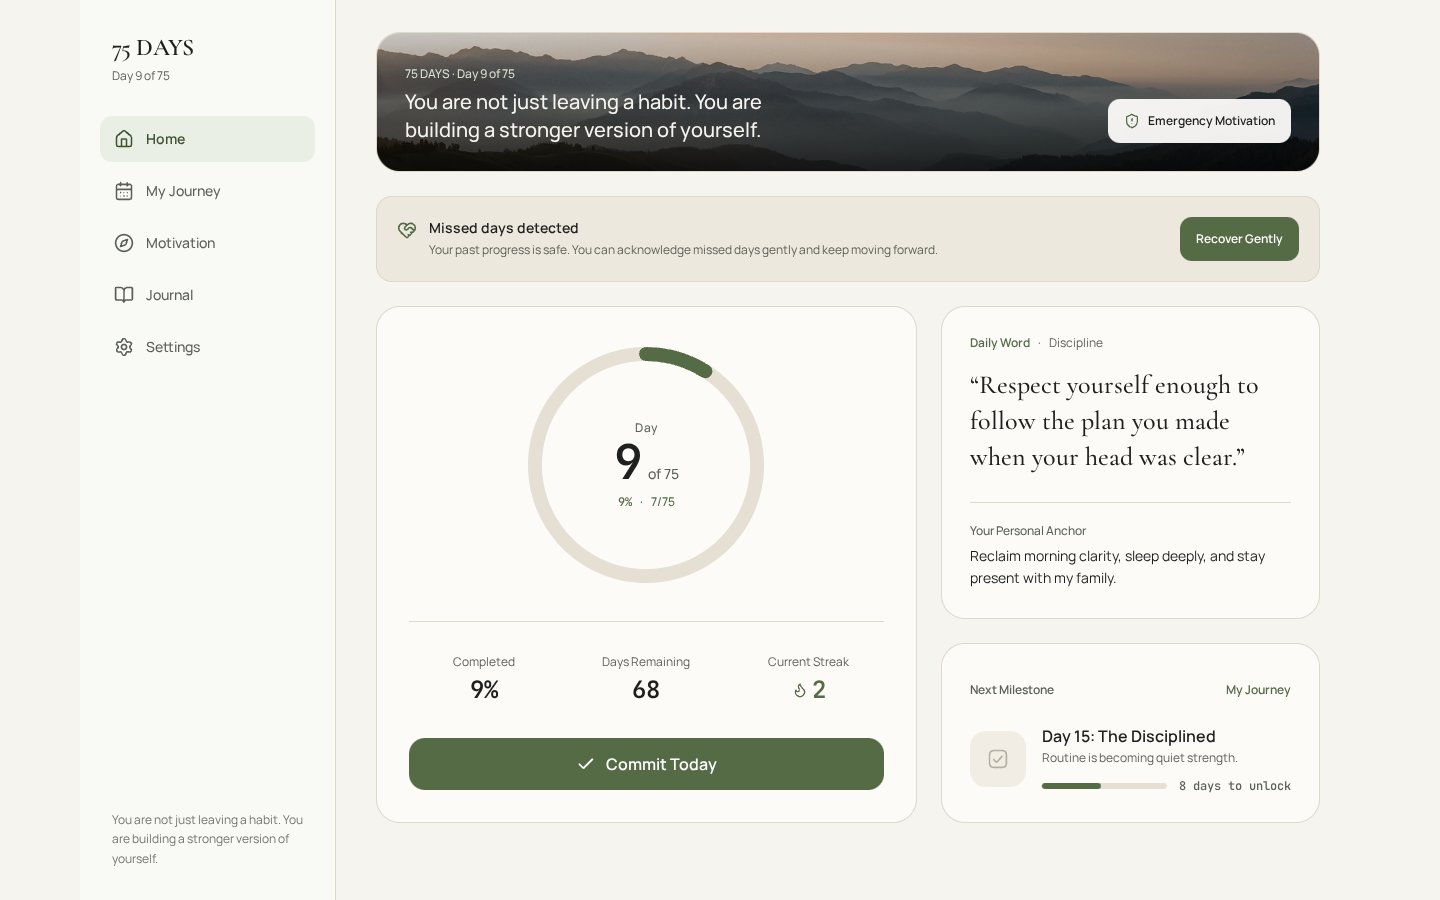 75 DAYS
Day 9 of 75
Home
My Journey
Motivation
Journal
Settings
You are not just leaving a habit. You
are building a stronger version of
yourself.
75 DAYS · Day 9 of 75
You are not just leaving a habit. You are
building a stronger version of yourself.
Emergency Motivation
Missed days detected
Your past progress is safe. You can acknowledge missed days gently and keep moving forward.
Recover Gently
Day
9 of 75
9% · 7/75
Completed
9%
Days Remaining
68
Current Streak
2
Commit Today
Daily Word · Discipline
“Respect yourself enough to
follow the plan you made
when your head was clear.”
Your Personal Anchor
Reclaim morning clarity, sleep deeply, and stay
present with my family.
Next Milestone
My Journey
Day 15: The Disciplined
Routine is becoming quiet strength.
8 days to unlock